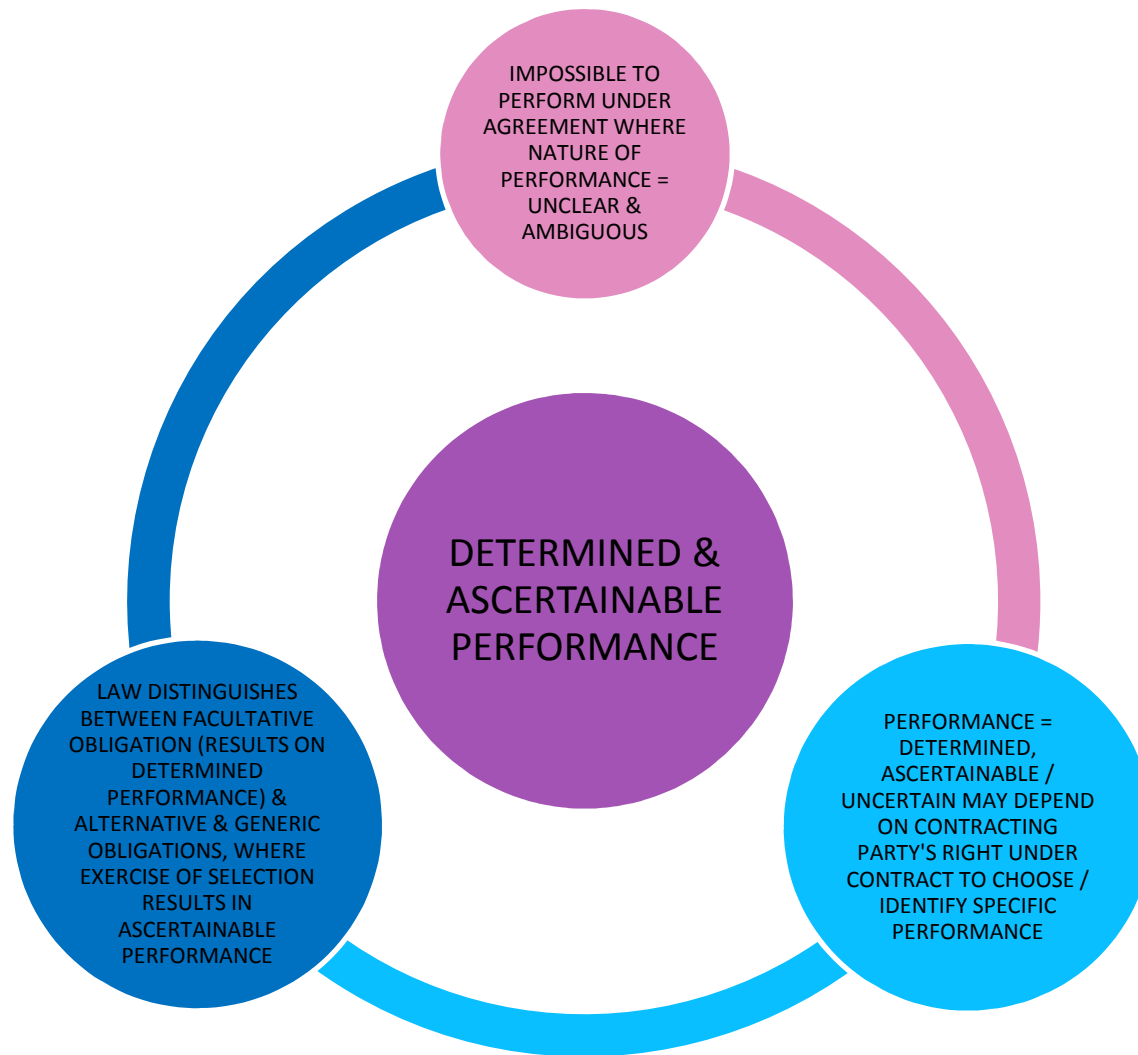 IMPOSSIBLE TO
PERFORM UNDER
AGREEMENT WHERE
NATURE OF
PERFORMANCE =
UNCLEAR &
AMBIGUOUS
DETERMINED &
ASCERTAINABLE
PERFORMANCE
LAW DISTINGUISHES
BETWEEN FACULTATIVE
OBLIGATION (RESULTS ON
DETERMINED
PERFORMANCE) &
ALTERNATIVE & GENERIC
OBLIGATIONS, WHERE
EXERCISE OF SELECTION
RESULTS IN
ASCERTAINABLE
PERFORMANCE
PERFORMANCE =
DETERMINED,
ASCERTAINABLE /
UNCERTAIN MAY DEPEND
ON CONTRACTING
PARTY'S RIGHT UNDER
CONTRACT TO CHOOSE /
IDENTIFY SPECIFIC
PERFORMANCE